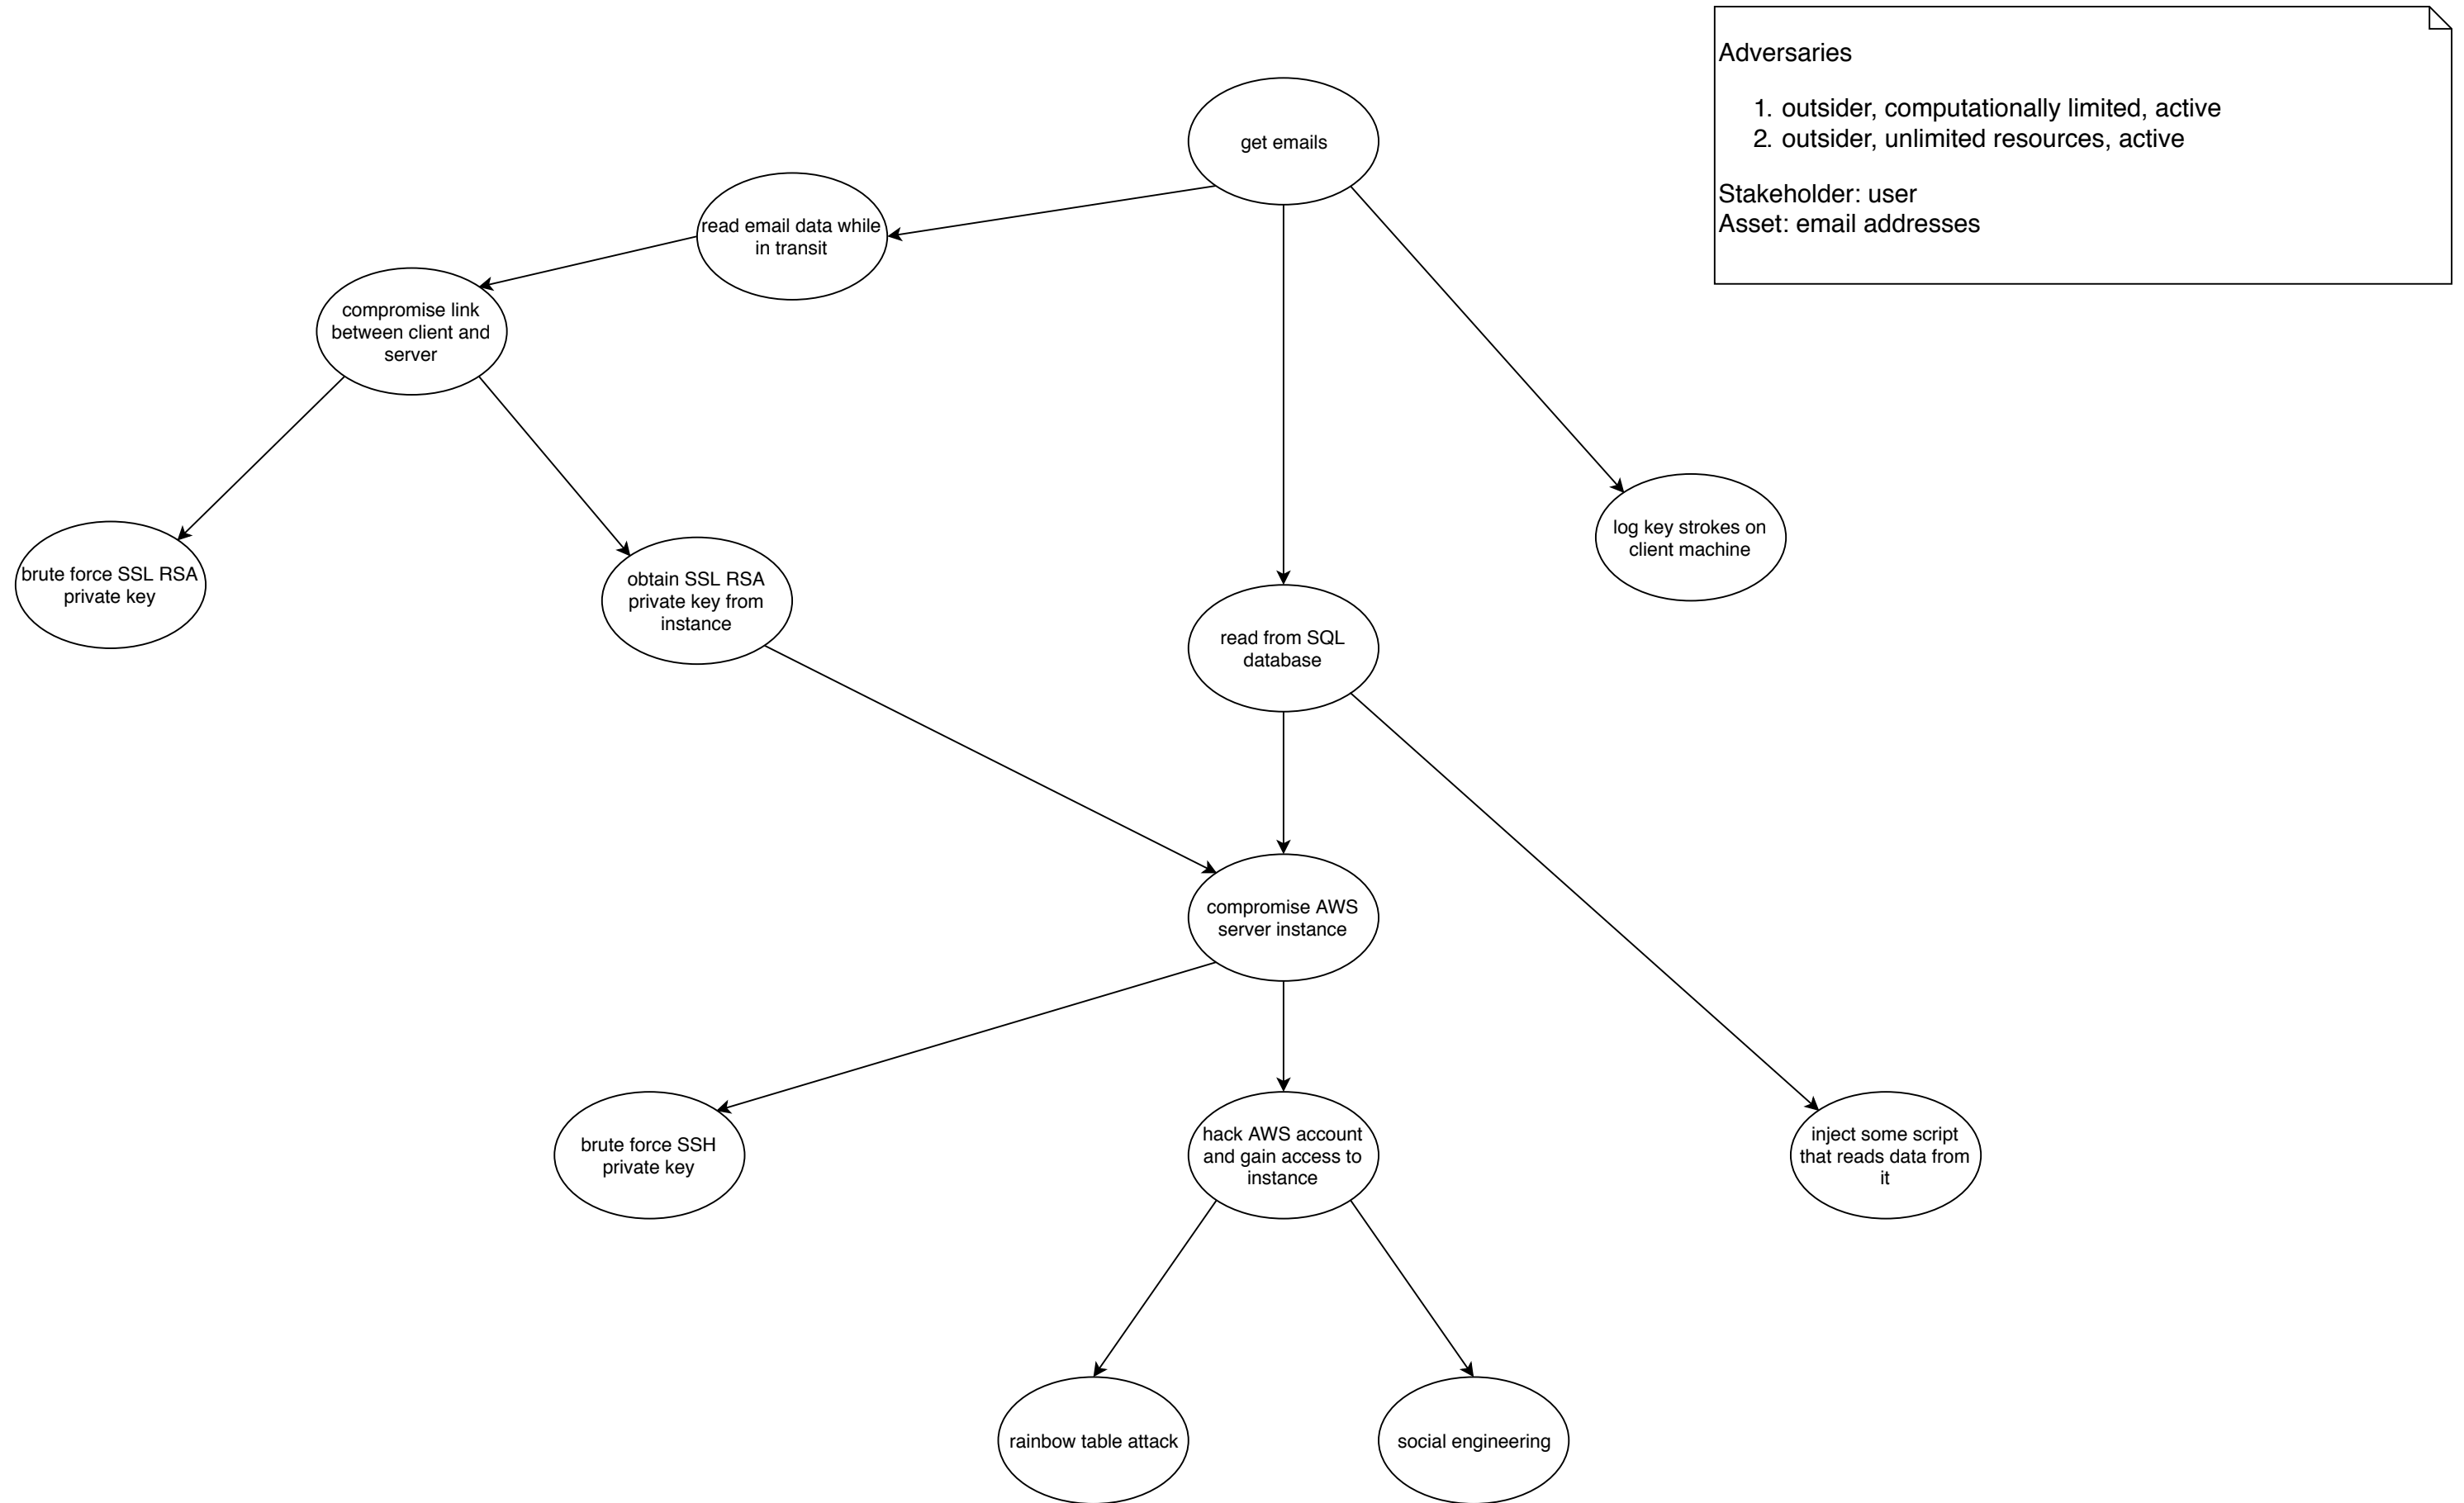 Adversaries
1. outsider, computationally limited, active
2. outsider, unlimited resources, active
Stakeholder: user
Asset: email addresses
get emails
read email data while
in transit
compromise link
between client and
server
log key strokes on
client machine
brute force SSL RSA
private key
obtain SSL RSA
private key from
instance
read from SQL
database
compromise AWS
server instance
brute force SSH
private key
hack AWS account
and gain access to
instance
inject some script
that reads data from
it
rainbow table attack
social engineering